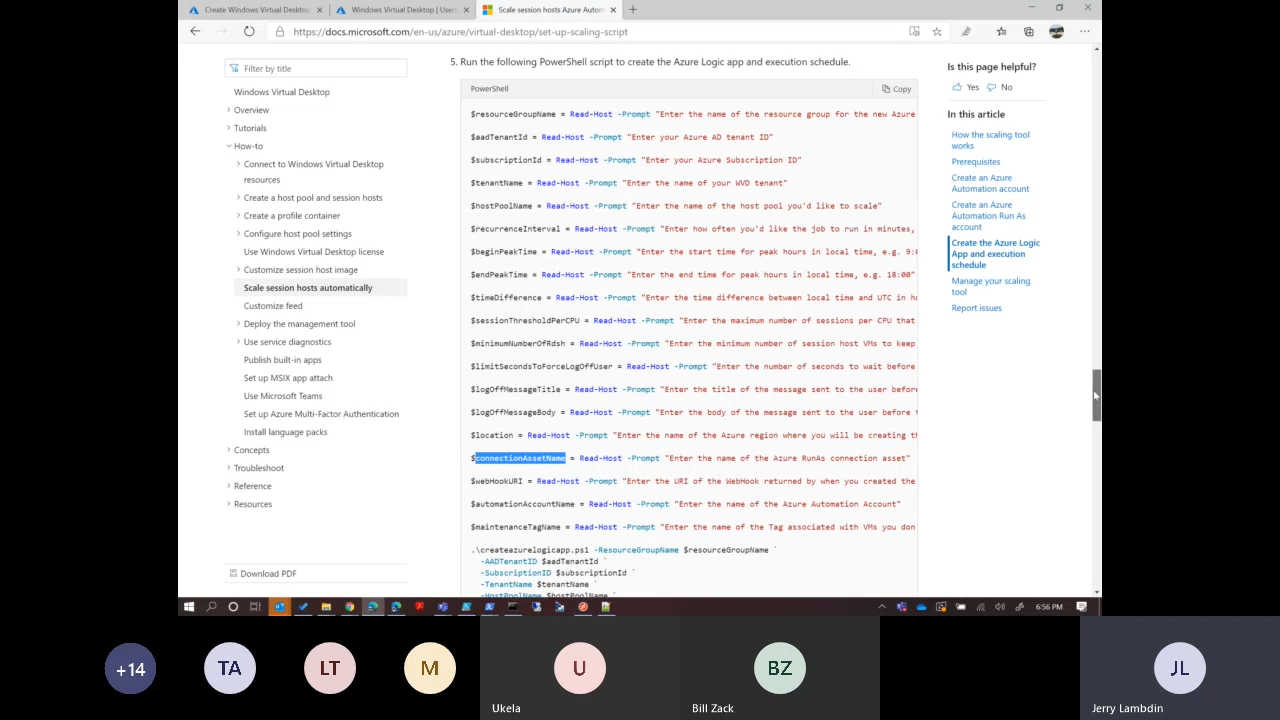 Create Windows Virtual Desktop
Windows Virtual Desktop | User
Scale session hosts Azure Autom
https://docs.microsoft.com/en-us/azure/virtual-desktop/set-up-scaling-script
Filter by title
Windows Virtual Desktop
Overview
Tutorials
How-to
Connect to Windows Virtual Desktop
resources
Create a host pool and session hosts
Create a profile container
Configure host pool settings
Use Windows Virtual Desktop license
Customize session host image
Scale session hosts automatically
Customize feed
Deploy the management tool
Use service diagnostics
Publish built-in apps
Set up MSIX app attach
Use Microsoft Teams
Set up Azure Multi-Factor Authentication
Install language packs
Concepts
Troubleshoot
Reference
Resources
Download PDF
5. Run the following PowerShell script to create the Azure Logic app and execution schedule.
PowerShell
Copy
$resourceGroupName = Read-Host -Prompt "Enter the name of the resource group for the new Azure
$aadTenantId = Read-Host -Prompt "Enter your Azure AD tenant ID"
$subscriptionId = Read-Host -Prompt "Enter your Azure Subscription ID"
$tenantName = Read-Host -Prompt "Enter the name of your WVD tenant"
$hostPoolName = Read-Host -Prompt "Enter the name of the host pool you'd like to scale"
$recurrenceInterval = Read-Host -Prompt "Enter how often you'd like the job to run in minutes,
$beginPeakTime = Read-Host -Prompt "Enter the start time for peak hours in local time, e.g. 9:0
$endPeakTime = Read-Host -Prompt "Enter the end time for peak hours in local time, e.g. 18:00"
$timeDifference = Read-Host -Prompt "Enter the time difference between local time and UTC in ho
$sessionThresholdPerCPU = Read-Host -Prompt "Enter the maximum number of sessions per CPU that
$minimumNumberOfRdsh = Read-Host -Prompt "Enter the minimum number of session host VMs to keep
$limitSecondsToForceLogOffUser = Read-Host -Prompt "Enter the number of seconds to wait before
$logOffMessageTitle = Read-Host -Prompt "Enter the title of the message sent to the user before
$logOffMessageBody = Read-Host -Prompt "Enter the body of the message sent to the user before t
$location = Read-Host -Prompt "Enter the name of the Azure region where you will be creating th
$connectionAssetName = Read-Host -Prompt "Enter the name of the Azure RunAs connection asset"
$webHookURI = Read-Host -Prompt "Enter the URI of the WebHook returned by when you created the
$automationAccountName = Read-Host -Prompt "Enter the name of the Azure Automation Account"
$maintenanceTagName = Read-Host -Prompt "Enter the name of the Tag associated with VMs you don
.\createazurelogicapp.ps1 -ResourceGroupName $resourceGroupName `
-AADTenantID $aadTenantId `
-SubscriptionID $subscriptionId `
-TenantName $tenantName `
-HostPoolName $hostPoolName `
Is this page helpful?
Yes No
In this article
How the scaling tool
works
Prerequisites
Create an Azure
Automation account
Create an Azure
Automation Run As
account
Create the Azure Logic
App and execution
schedule
Manage your scaling
tool
Report issues
6:56 PM
+14
TA
LT
M
U
Ukela
BZ
Bill Zack
JL
Jerry Lambdin